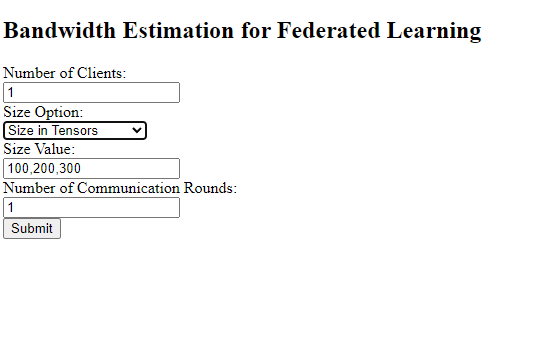 Bandwidth Estimation for Federated Learning
Number of Clients:
1
Size Option:
Size in Tensors
Size Value:
100,200,300
Number of Communication Rounds:
1
Submit